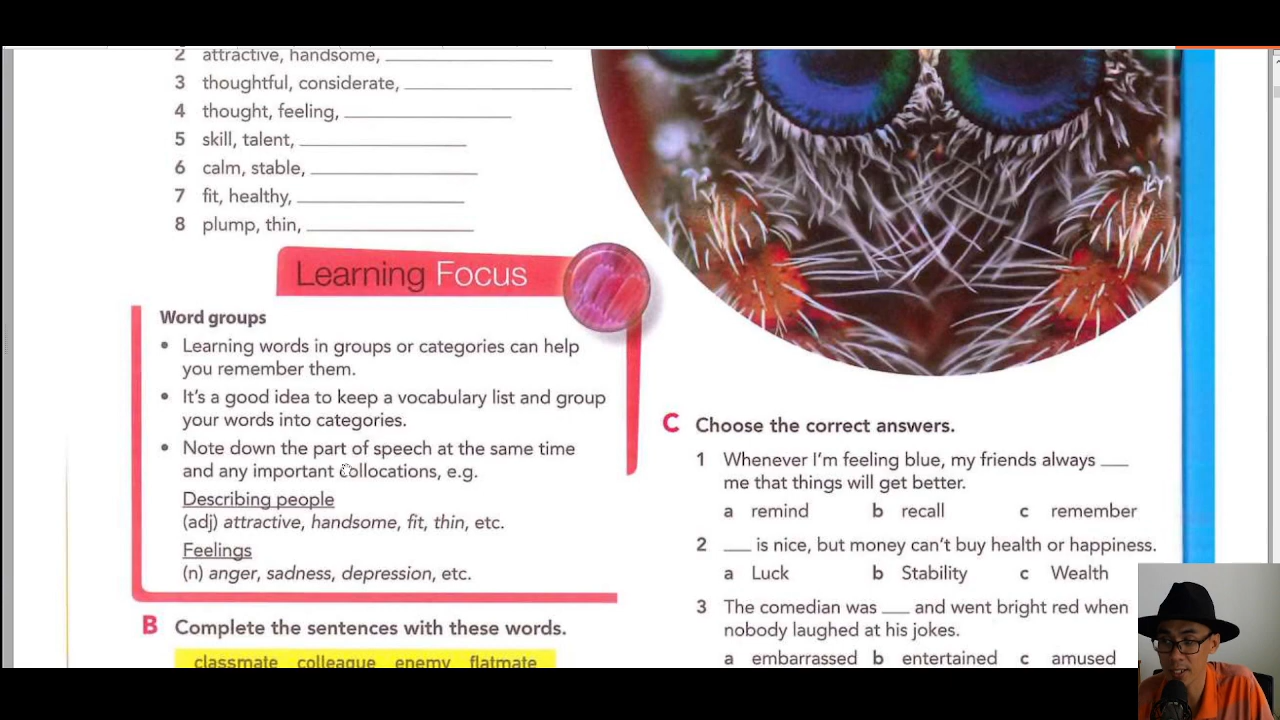 2 attractive, handsome, ____
3 thoughtful, considerate, ____
4 thought, feeling, ____
5 skill, talent, ____
6 calm, stable, ____
7 fit, healthy, ____
8 plump, thin, ____
Learning Focus
Word groups
• Learning words in groups or categories can help
you remember them.
• It's a good idea to keep a vocabulary list and group
your words into categories.
• Note down the part of speech at the same time
and any important collocations, e.g.
Describing people
(adj) attractive, handsome, fit, thin, etc.
Feelings
(n) anger, sadness, depression, etc.
B Complete the sentences with these words.
classmate colleague enemy flatmate
C Choose the correct answers.
1 Whenever I'm feeling blue, my friends always ___
me that things will get better.
a remind b recall c remember
2 ___ is nice, but money can't buy health or happiness.
a Luck b Stability c Wealth
3 The comedian was ___ and went bright red when
nobody laughed at his jokes.
a embarrassed b entertained c amused